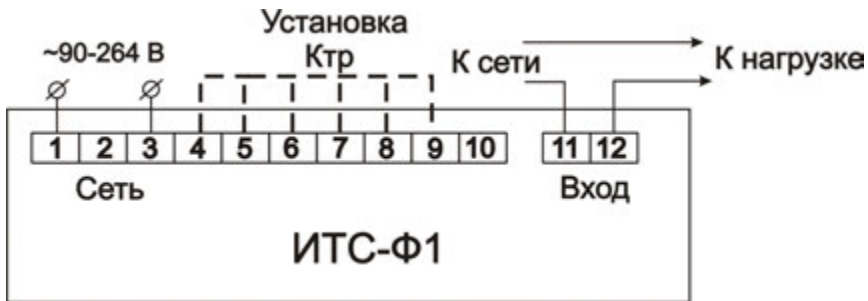 Установка
Ктр
~90-264 В
К сети
К нагрузке
1 2 3 4 5 6 7 8 9 10 11 12
Сеть
Вход
ИТС-Ф1